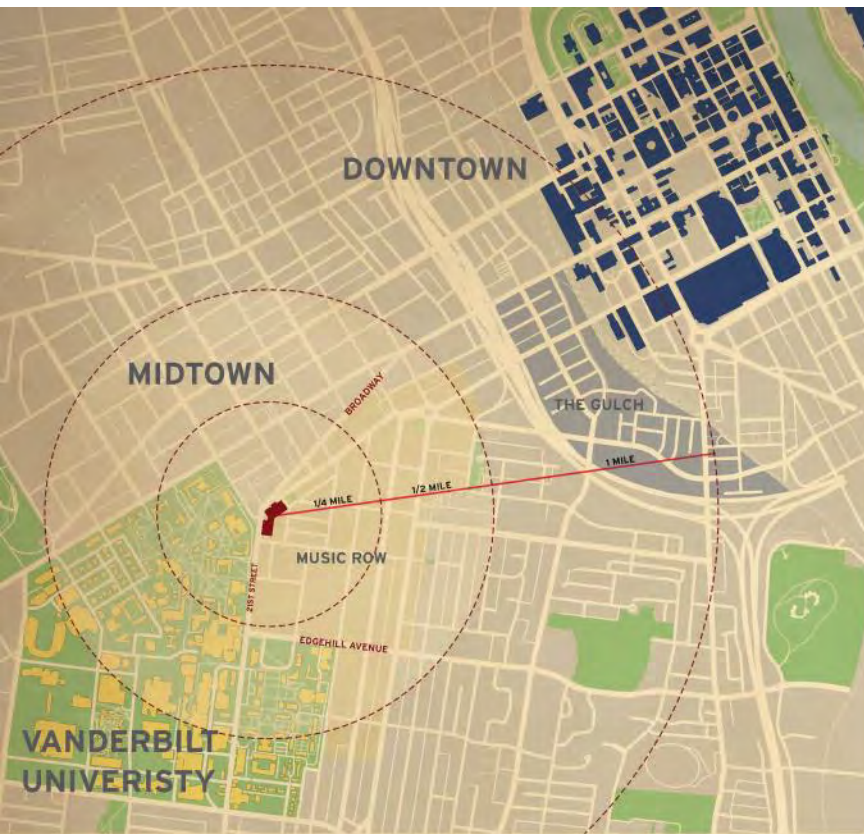 DOWNTOWN
MIDTOWN
BROADWAY
THE GULCH
1 MILE
1/2 MILE
1/4 MILE
MUSIC ROW
21ST STREET
EDGEHILL AVENUE
VANDERBILT
UNIVERISTY